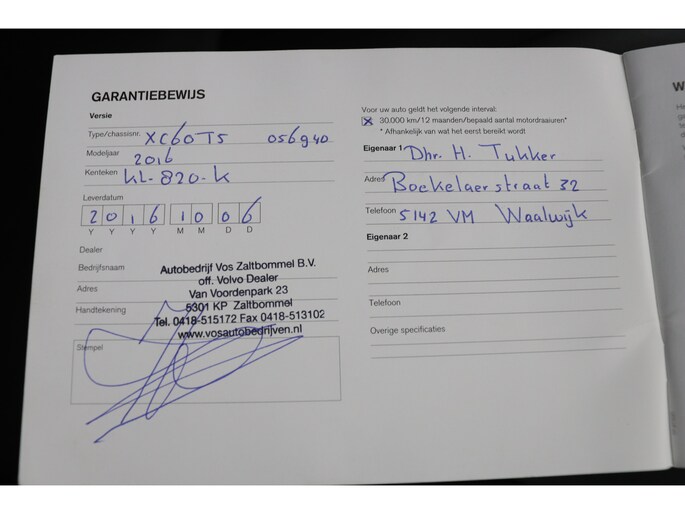 GARANTIEBEWIJS
Versie
Type/chassisnr. XC60 T5 056940
Modeljaar 2016
Kenteken KL-820-K
Leverdatum
2 0 1 6 1 0 0 6
Y Y Y Y M M D D
Dealer
Bedrijfsnaam Autobedrijf Vos Zaltbommel B.V.
off. Volvo Dealer
Adres Van Voordenpark 23
5301 KP Zaltbommel
Handtekening Tel. 0418-515172 Fax 0418-513102
www.vosautobedrijven.nl
Stempel
Voor uw auto geldt het volgende interval:
30.000 km/12 maanden/bepaald aantal motordraaiuren*
* Afhankelijk van wat het eerst bereikt wordt
Eigenaar 1 Dhr. H. Tukker
Adres Boekelaerstraat 32
Telefoon 5142 VM Waalwijk
Eigenaar 2
Adres
Telefoon
Overige specificaties